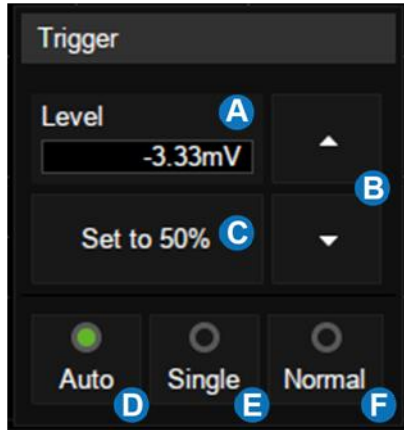 Trigger
Level
A
-3.33mV
B
Set to 50%
C
Auto
Single
Normal
D
E
F